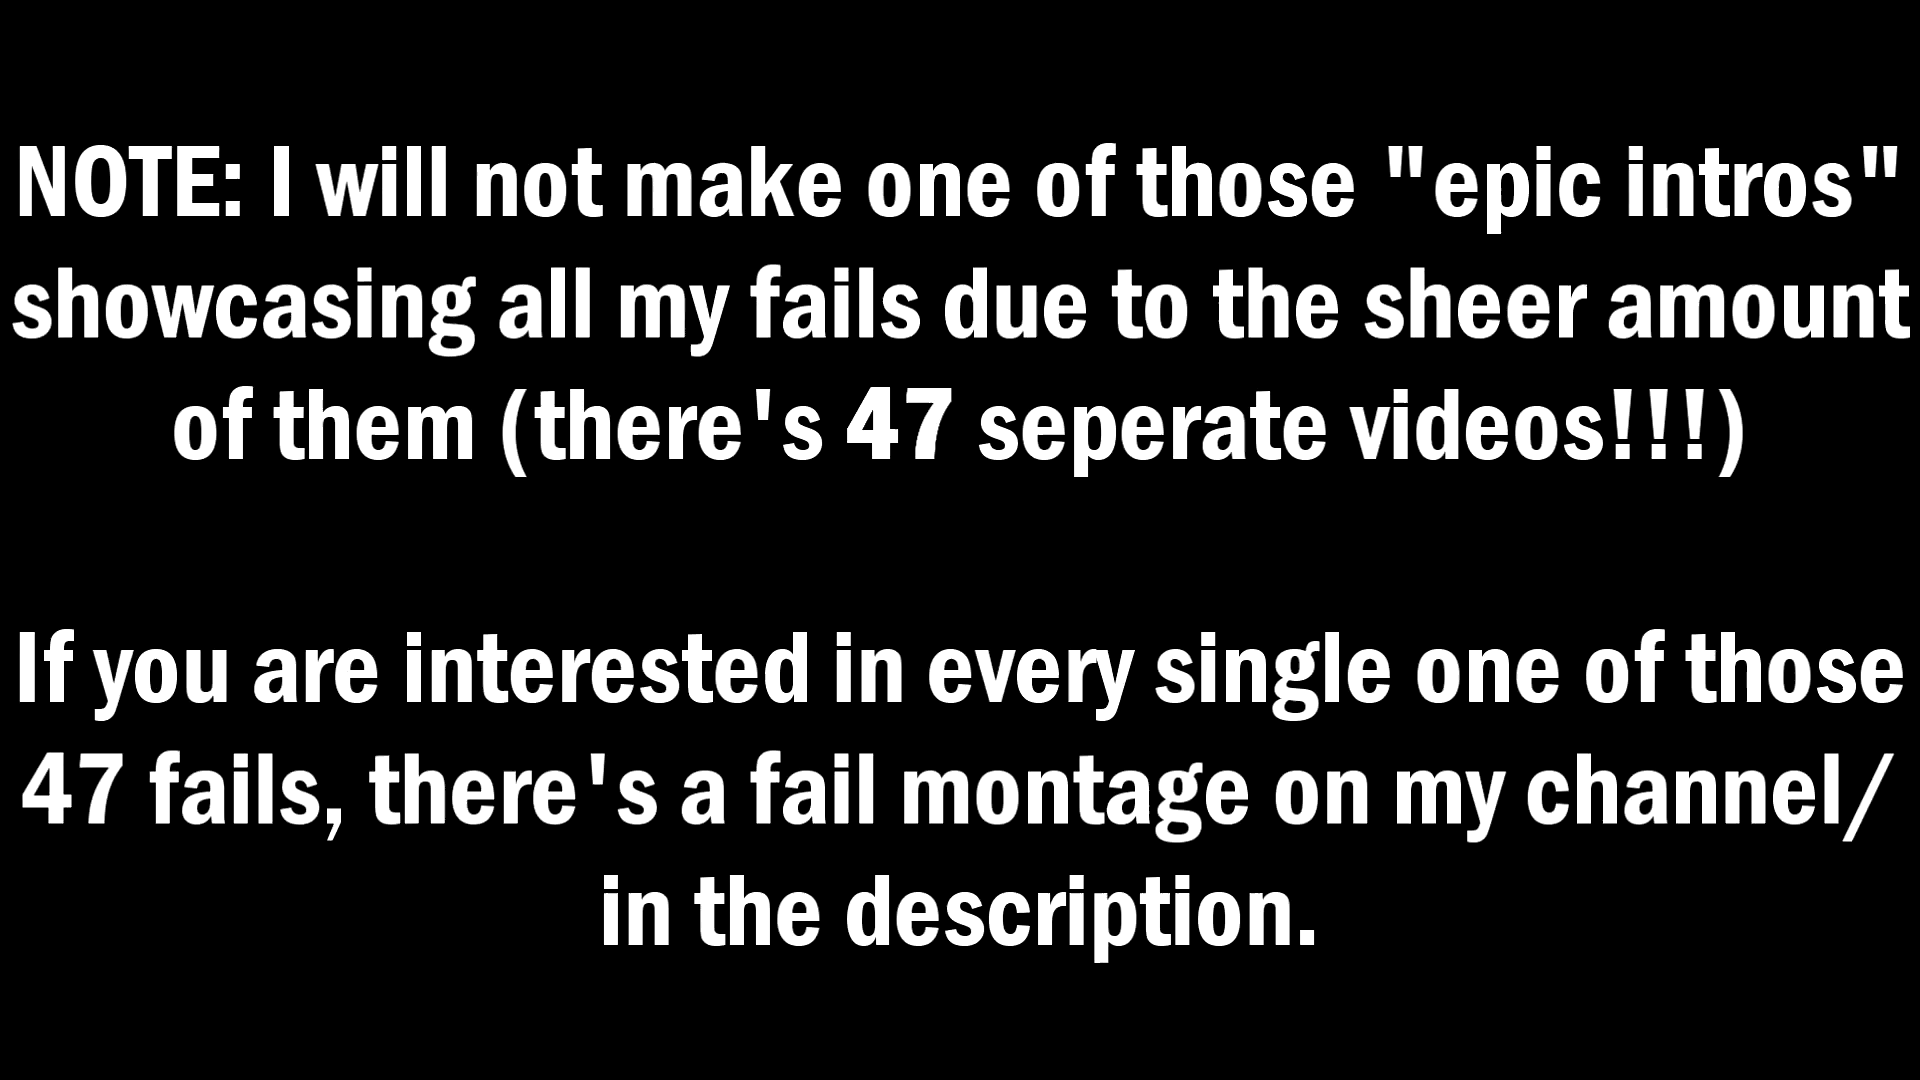 NOTE: I will not make one of those "epic intros"
showcasing all my fails due to the sheer amount
of them (there's 47 seperate videos!!!)
If you are interested in every single one of those
47 fails, there's a fail montage on my channel/
in the description.